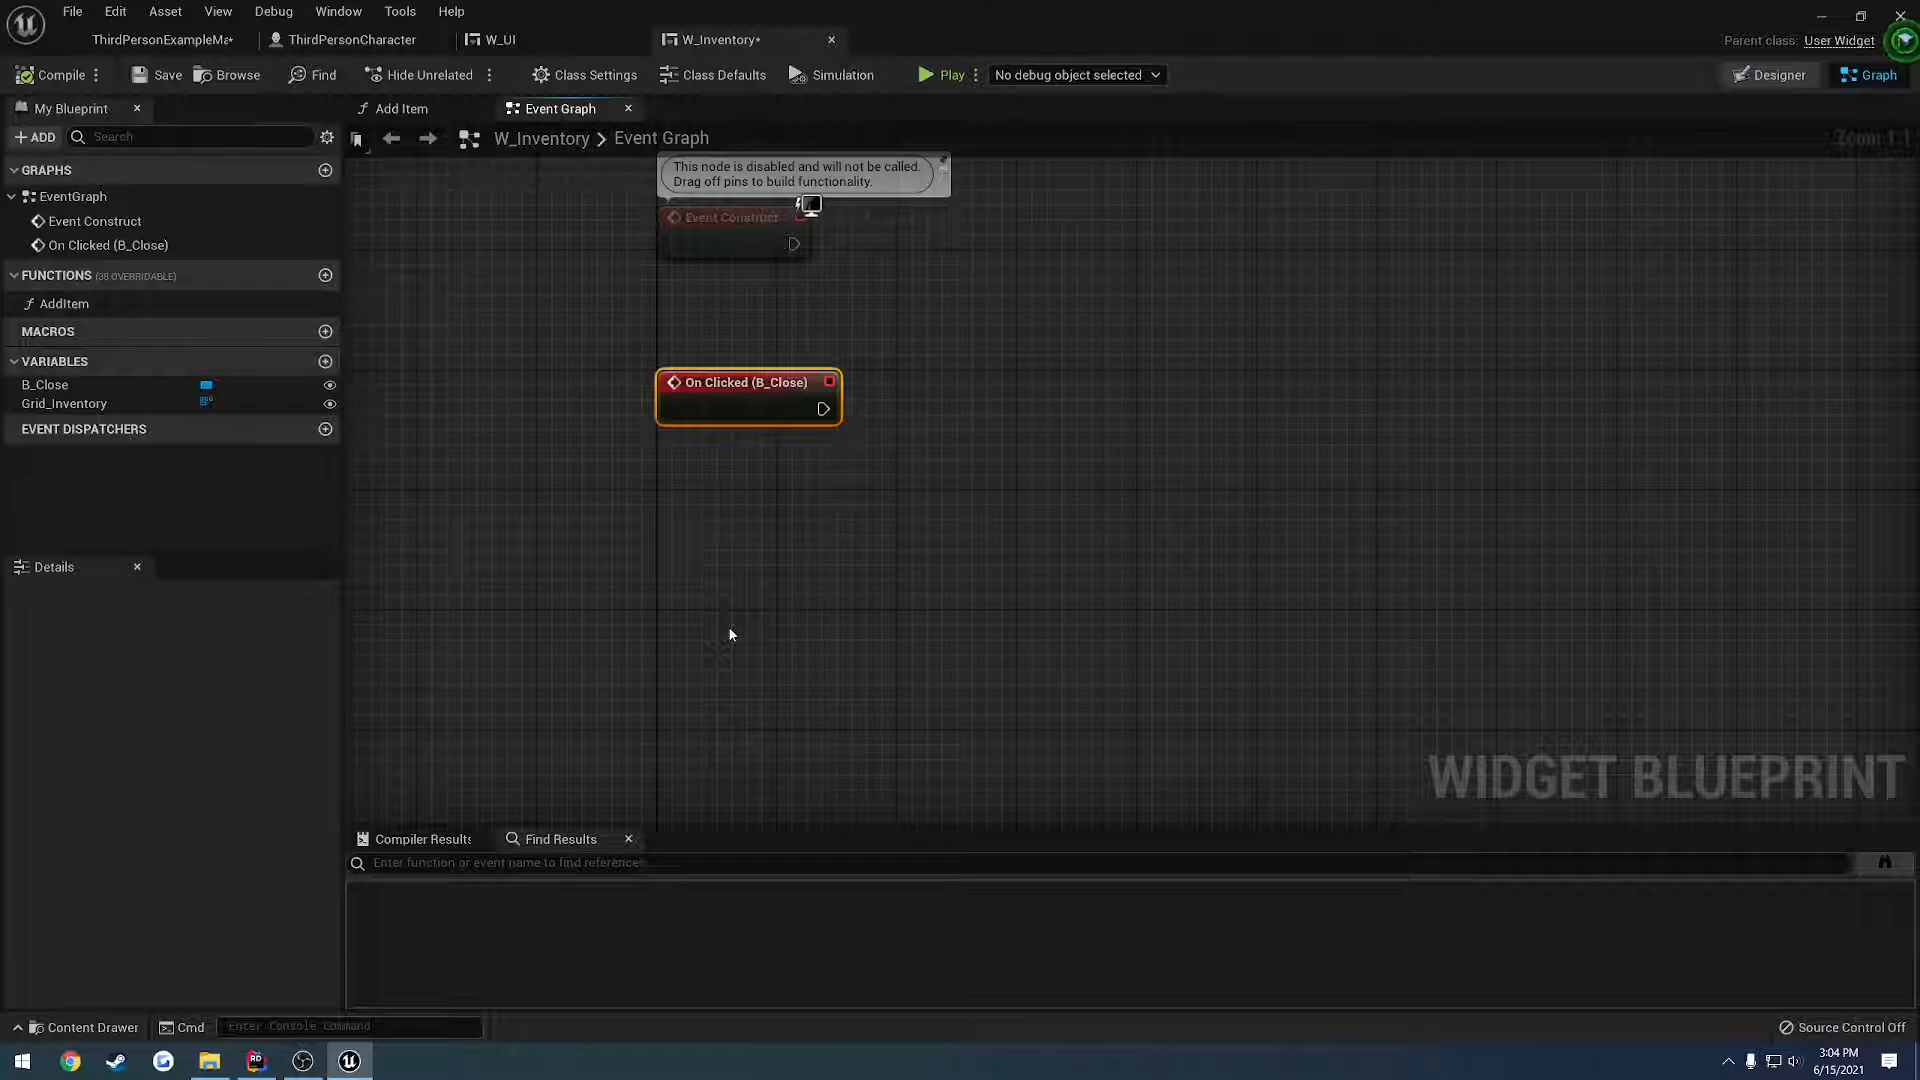 File Edit Asset View Debug Window Tools Help
ThirdPersonExampleMa* ThirdPersonCharacter W_UI W_Inventory*
Parent class: User Widget
Compile Save Browse Find Hide Unrelated Class Settings Class Defaults Simulation Play No debug object selected Designer Graph
My Blueprint Add Item Event Graph
+ ADD Search
W_Inventory > Event Graph
Zoom 1:1
This node is disabled and will not be called.
Drag off pins to build functionality.
GRAPHS
EventGraph
Event Construct
On Clicked (B_Close)
FUNCTIONS (38 OVERRIDABLE)
AddItem
MACROS
VARIABLES
B_Close
Grid_Inventory
EVENT DISPATCHERS
Event Construct
On Clicked (B_Close)
Details
WIDGET BLUEPRINT
Compiler Results Find Results
Enter function or event name to find reference
Content Drawer Cmd Enter Console Command
Source Control Off
RD
3:04 PM
6/15/2021